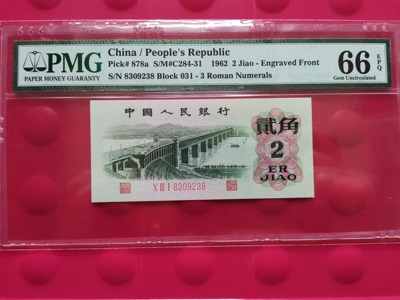 PMG
PAPER MONEY GUARANTY
China / People's Republic
Pick# 878a S/M#C284-31 1962 2 Jiao - Engraved Front
S/N 8309238 Block 031 - 3 Roman Numerals
66 EPQ
Gem Uncirculated
中國人民銀行
貳角
2
ER
JIAO
X III I 8309238